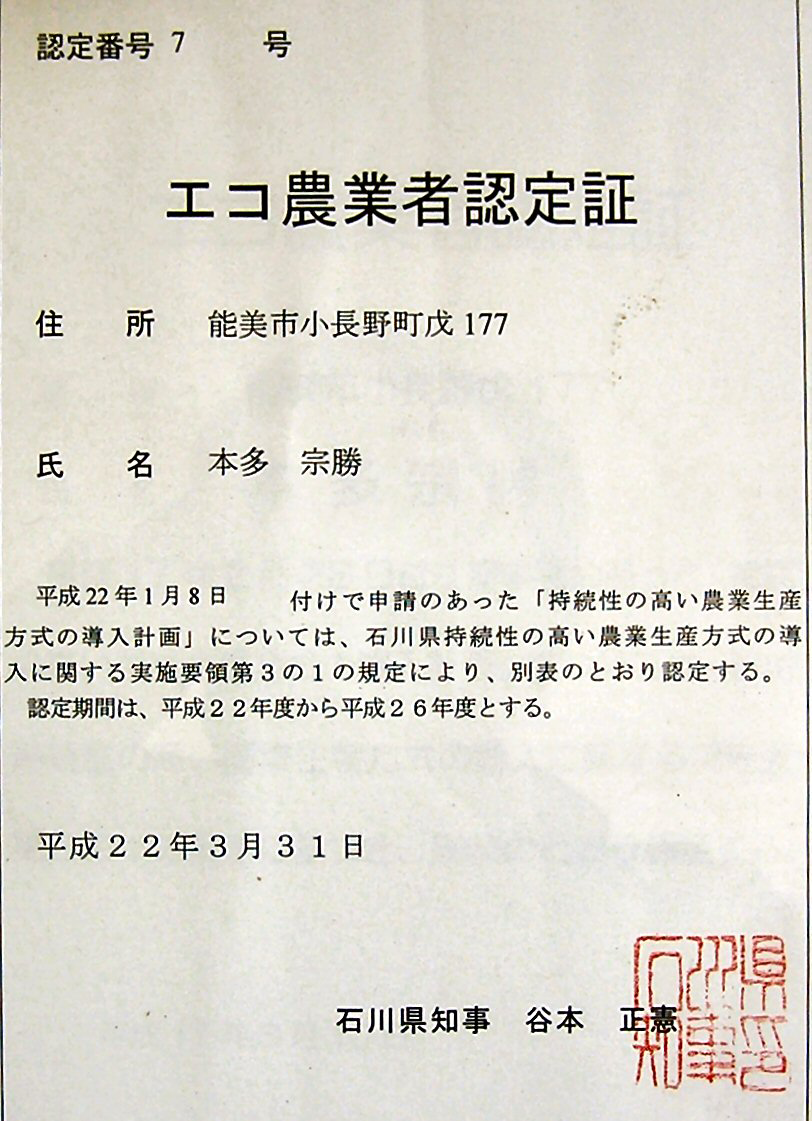 認定番号 7 号
エコ農業者認定証
住 所 能美市小長野町戊 177
氏 名 本多 宗勝
平成 22 年 1 月 8 日 付けで申請のあった「持続性の高い農業生産
方式の導入計画」については、石川県持続性の高い農業生産方式の導
入に関する実施要領第３の１の規定により、別表のとおり認定する。
認定期間は、平成２２年度から平成２６年度とする。
平成２２年３月３１日
石川県知事 谷本 正憲
石川県知事印